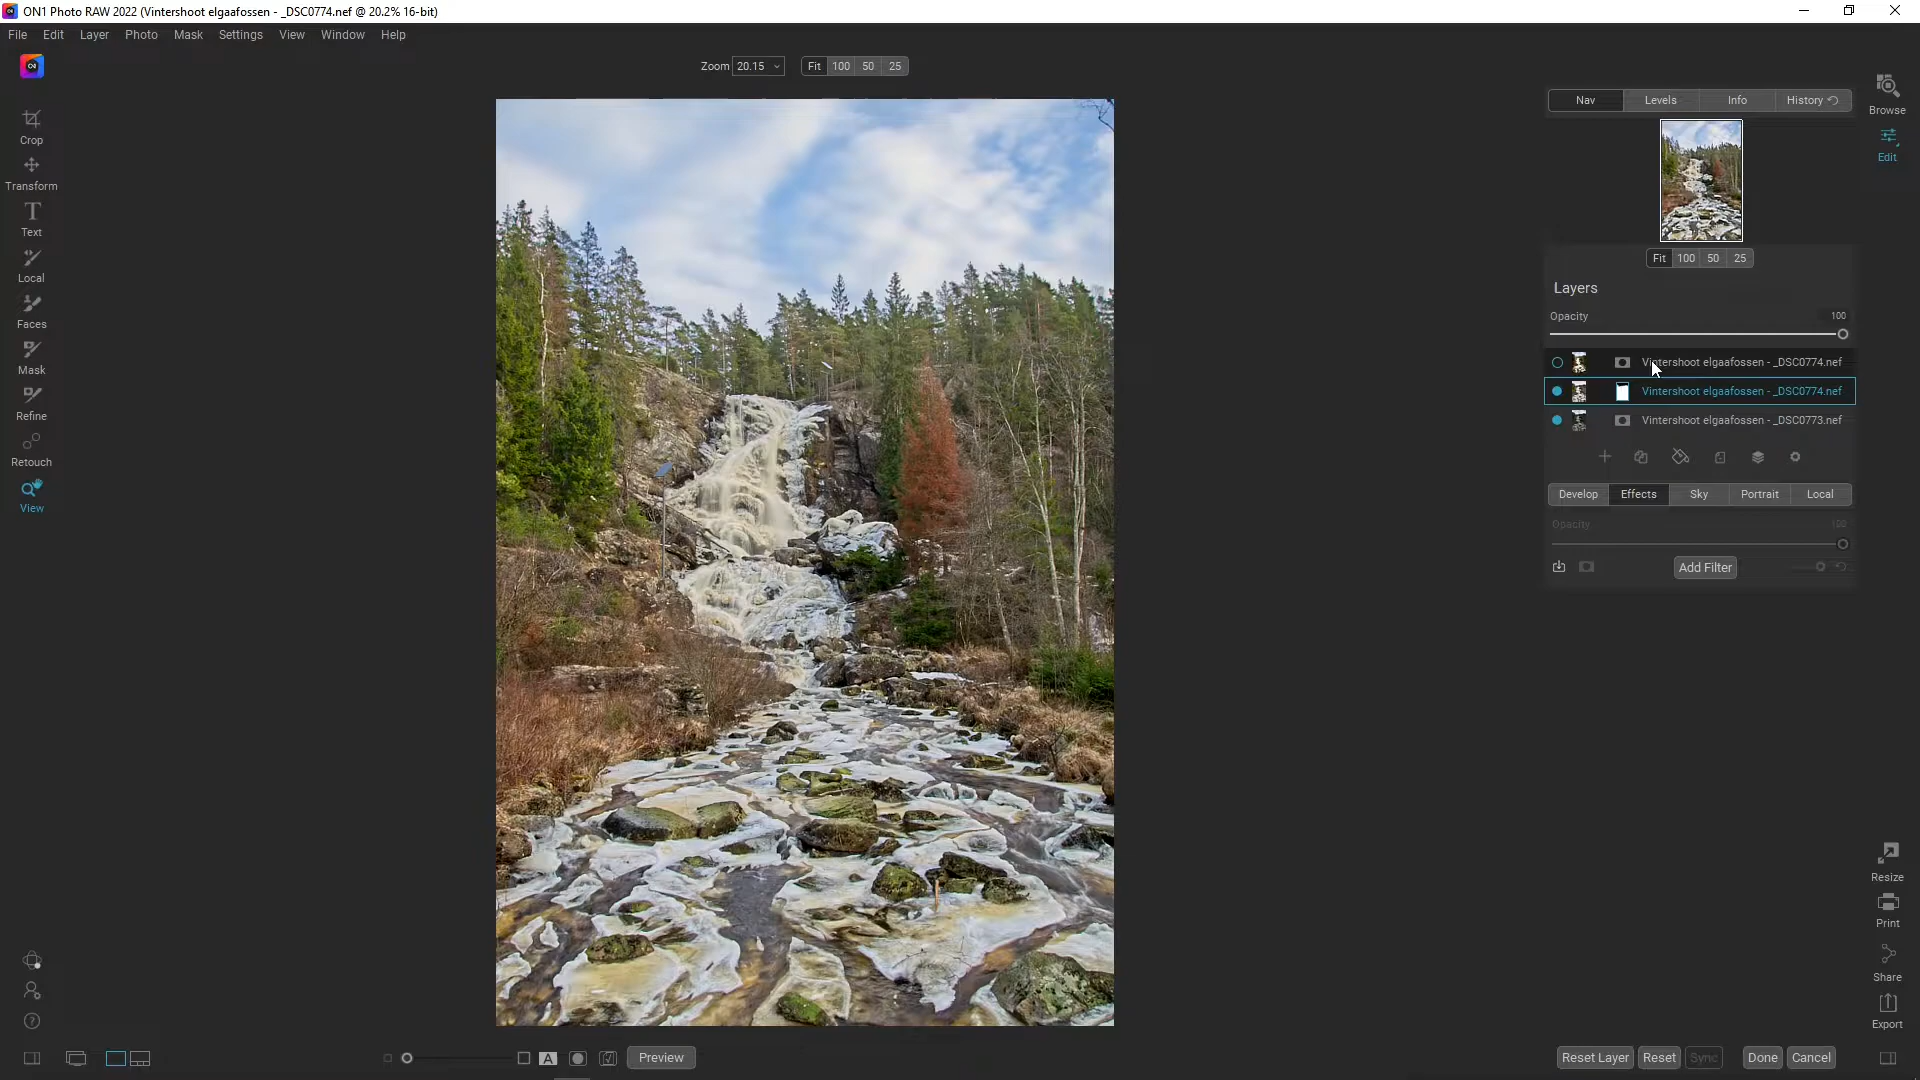 ON1 Photo RAW 2022 (Vintershoot elgaafossen - _DSC0774.nef @ 20.2% 16-bit)
File Edit Layer Photo Mask Settings View Window Help
Zoom 20.15 Fit 100 50 25
Crop
Transform
Text
Local
Faces
Mask
Refine
Retouch
View
Nav Levels Info History
Fit 100 50 25
Layers
Opacity 100
Vintershoot elgaafossen - _DSC0774.nef
Vintershoot elgaafossen - _DSC0774.nef
Vintershoot elgaafossen - _DSC0773.nef
Develop Effects Sky Portrait Local
Opacity 100
Add Filter
Browse
Edit
Resize
Print
Share
Export
A Preview
Reset Layer Reset Sync Done Cancel